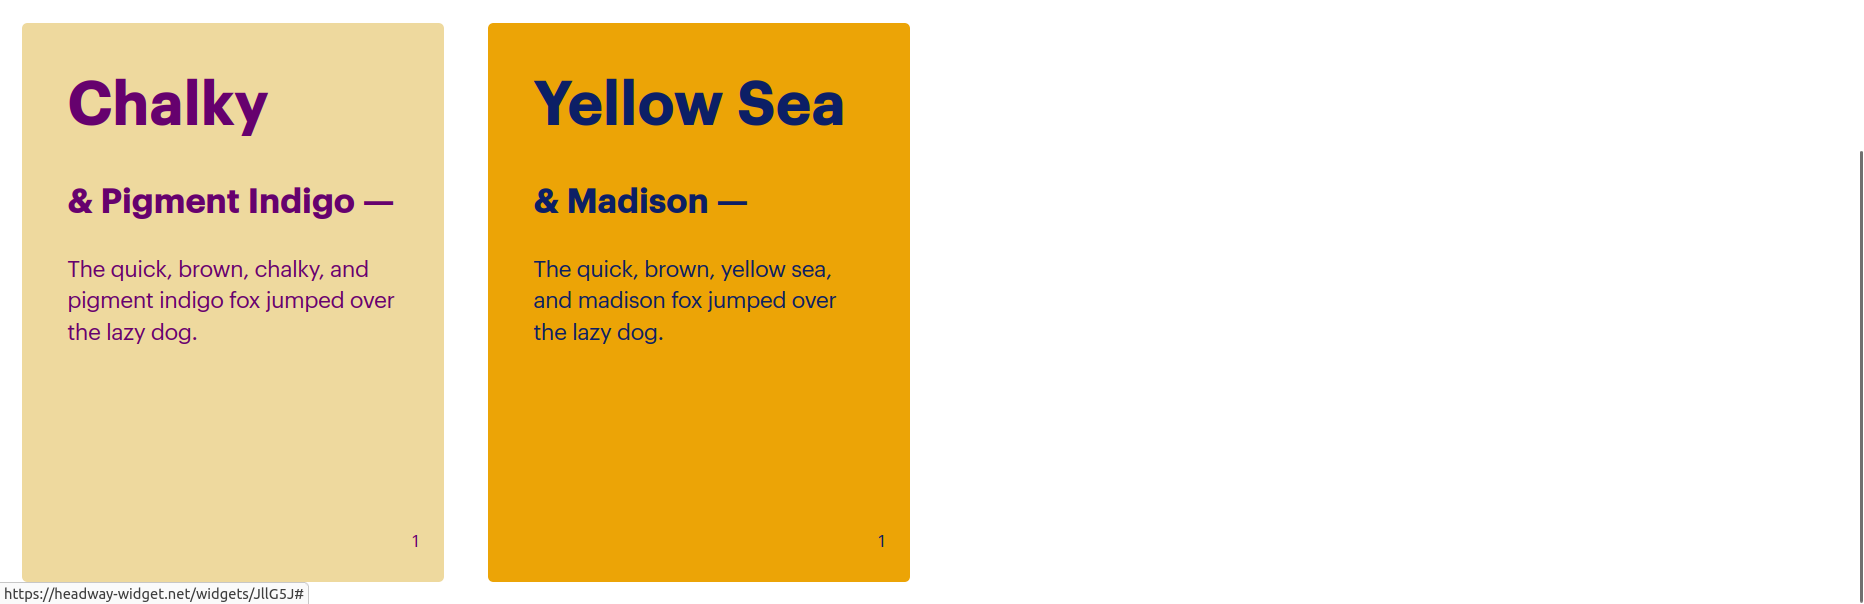 Chalky
& Pigment Indigo —
The quick, brown, chalky, and
pigment indigo fox jumped over
the lazy dog.
1
Yellow Sea
& Madison —
The quick, brown, yellow sea,
and madison fox jumped over
the lazy dog.
1
https://headway-widget.net/widgets/JllG5J#